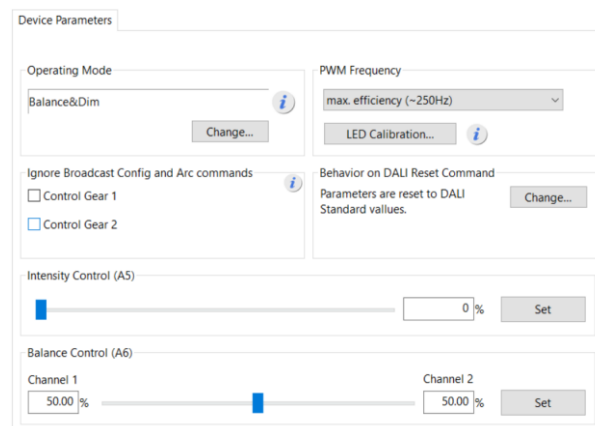 Device Parameters
Operating Mode
Balance&Dim
i
Change...
PWM Frequency
max. efficiency (~250Hz)
LED Calibration...
i
Ignore Broadcast Config and Arc commands
i
Control Gear 1
Control Gear 2
Behavior on DALI Reset Command
Parameters are reset to DALI
Standard vallues.
Change...
Intensity Control (A5)
0 %
Set
Balance Control (A6)
Channel 1
50.00 %
Channel 2
50.00 %
Set